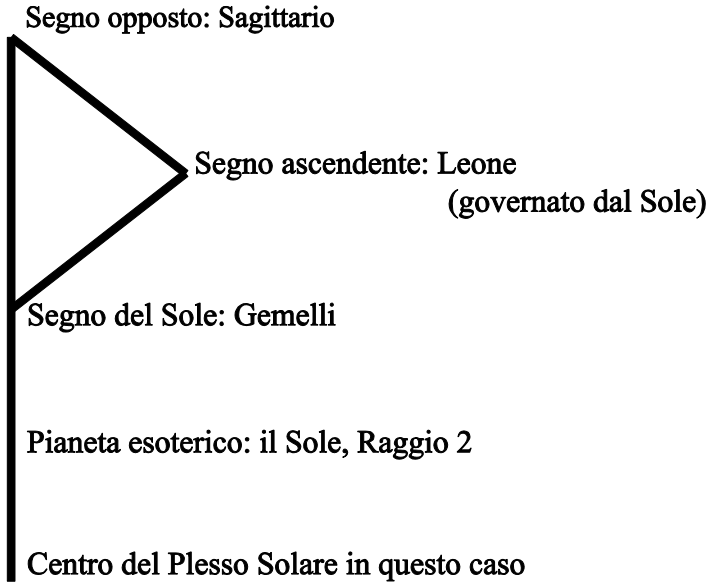 Segno opposto: Sagittario
Segno ascendente: Leone
(governato dal Sole)
Segno del Sole: Gemelli
Pianeta esoterico: il Sole, Raggio 2
Centro del Plesso Solare in questo caso